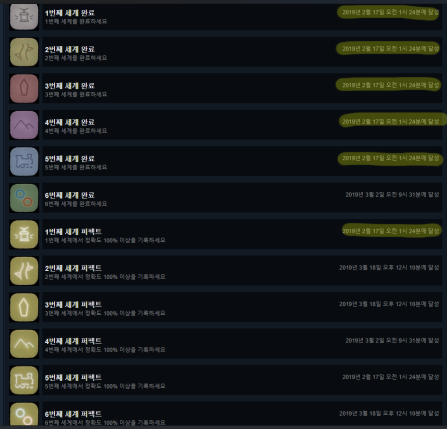 1번째 세계 완료
1번째 세계를 완료하세요
2019년 2월 17일 오전 1시 24분에 달성
2번째 세계 완료
2번째 세계를 완료하세요
2019년 2월 17일 오전 1시 24분에 달성
3번째 세계 완료
3번째 세계를 완료하세요
2019년 2월 17일 오전 1시 24분에 달성
4번째 세계 완료
4번째 세계를 완료하세요
2019년 2월 17일 오전 1시 24분에 달성
5번째 세계 완료
5번째 세계를 완료하세요
2019년 2월 17일 오전 1시 24분에 달성
6번째 세계 완료
6번째 세계를 완료하세요
2019년 3월 2일 오전 9시 31분에 달성
1번째 세계 퍼펙트
1번째 세계에서 정확도 100% 이상을 기록하세요
2019년 2월 17일 오전 1시 24분에 달성
2번째 세계 퍼펙트
2번째 세계에서 정확도 100% 이상을 기록하세요
2019년 3월 18일 오후 12시 18분에 달성
3번째 세계 퍼펙트
3번째 세계에서 정확도 100% 이상을 기록하세요
2019년 3월 18일 오후 12시 18분에 달성
4번째 세계 퍼펙트
4번째 세계에서 정확도 100% 이상을 기록하세요
2019년 3월 2일 오전 9시 31분에 달성
5번째 세계 퍼펙트
5번째 세계에서 정확도 100% 이상을 기록하세요
2019년 2월 17일 오전 1시 24분에 달성
6번째 세계 퍼펙트
6번째 세계에서 정확도 100% 이상을 기록하세요
2019년 3월 18일 오후 12시 18분에 달성